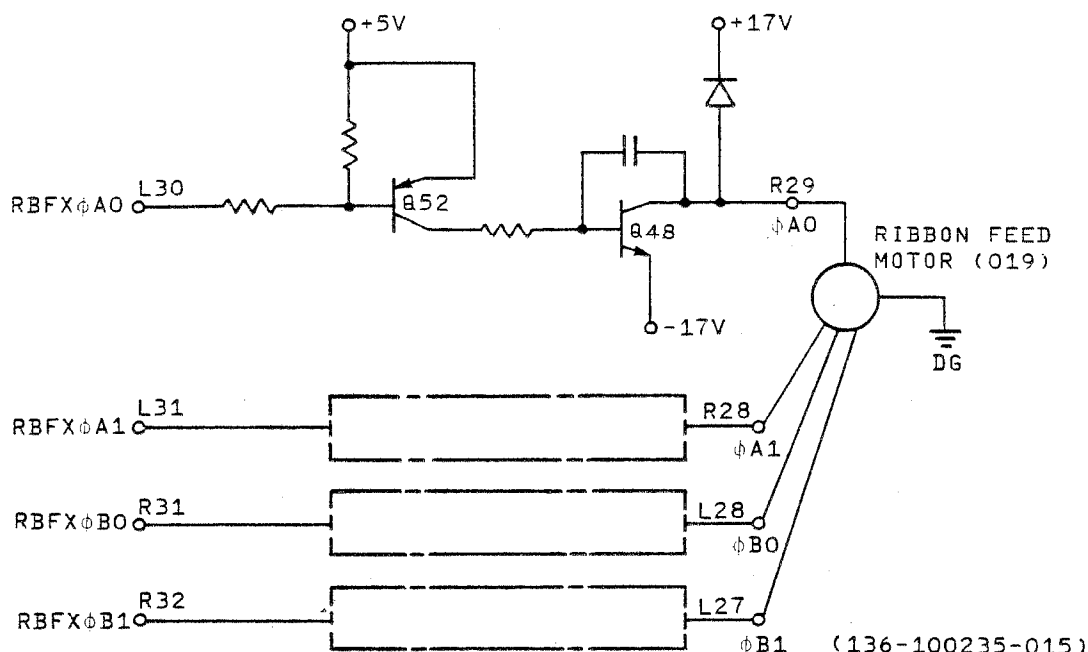 +5V
+17V
L30
RBFXϕA0
Q52
Q48
R29
ϕA0
RIBBON FEED
MOTOR (019)
-17V
DG
L31
RBFXϕA1
R28
ϕA1
R31
RBFXϕB0
L28
ϕB0
R32
RBFXϕB1
L27
ϕB1 (136-100235-015)